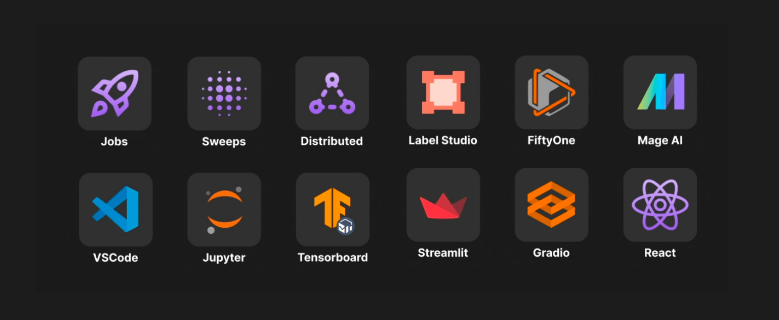 Jobs
Sweeps
Distributed
Label Studio
FiftyOne
Mage AI
VSCode
Jupyter
Tensorboard
Streamlit
Gradio
React